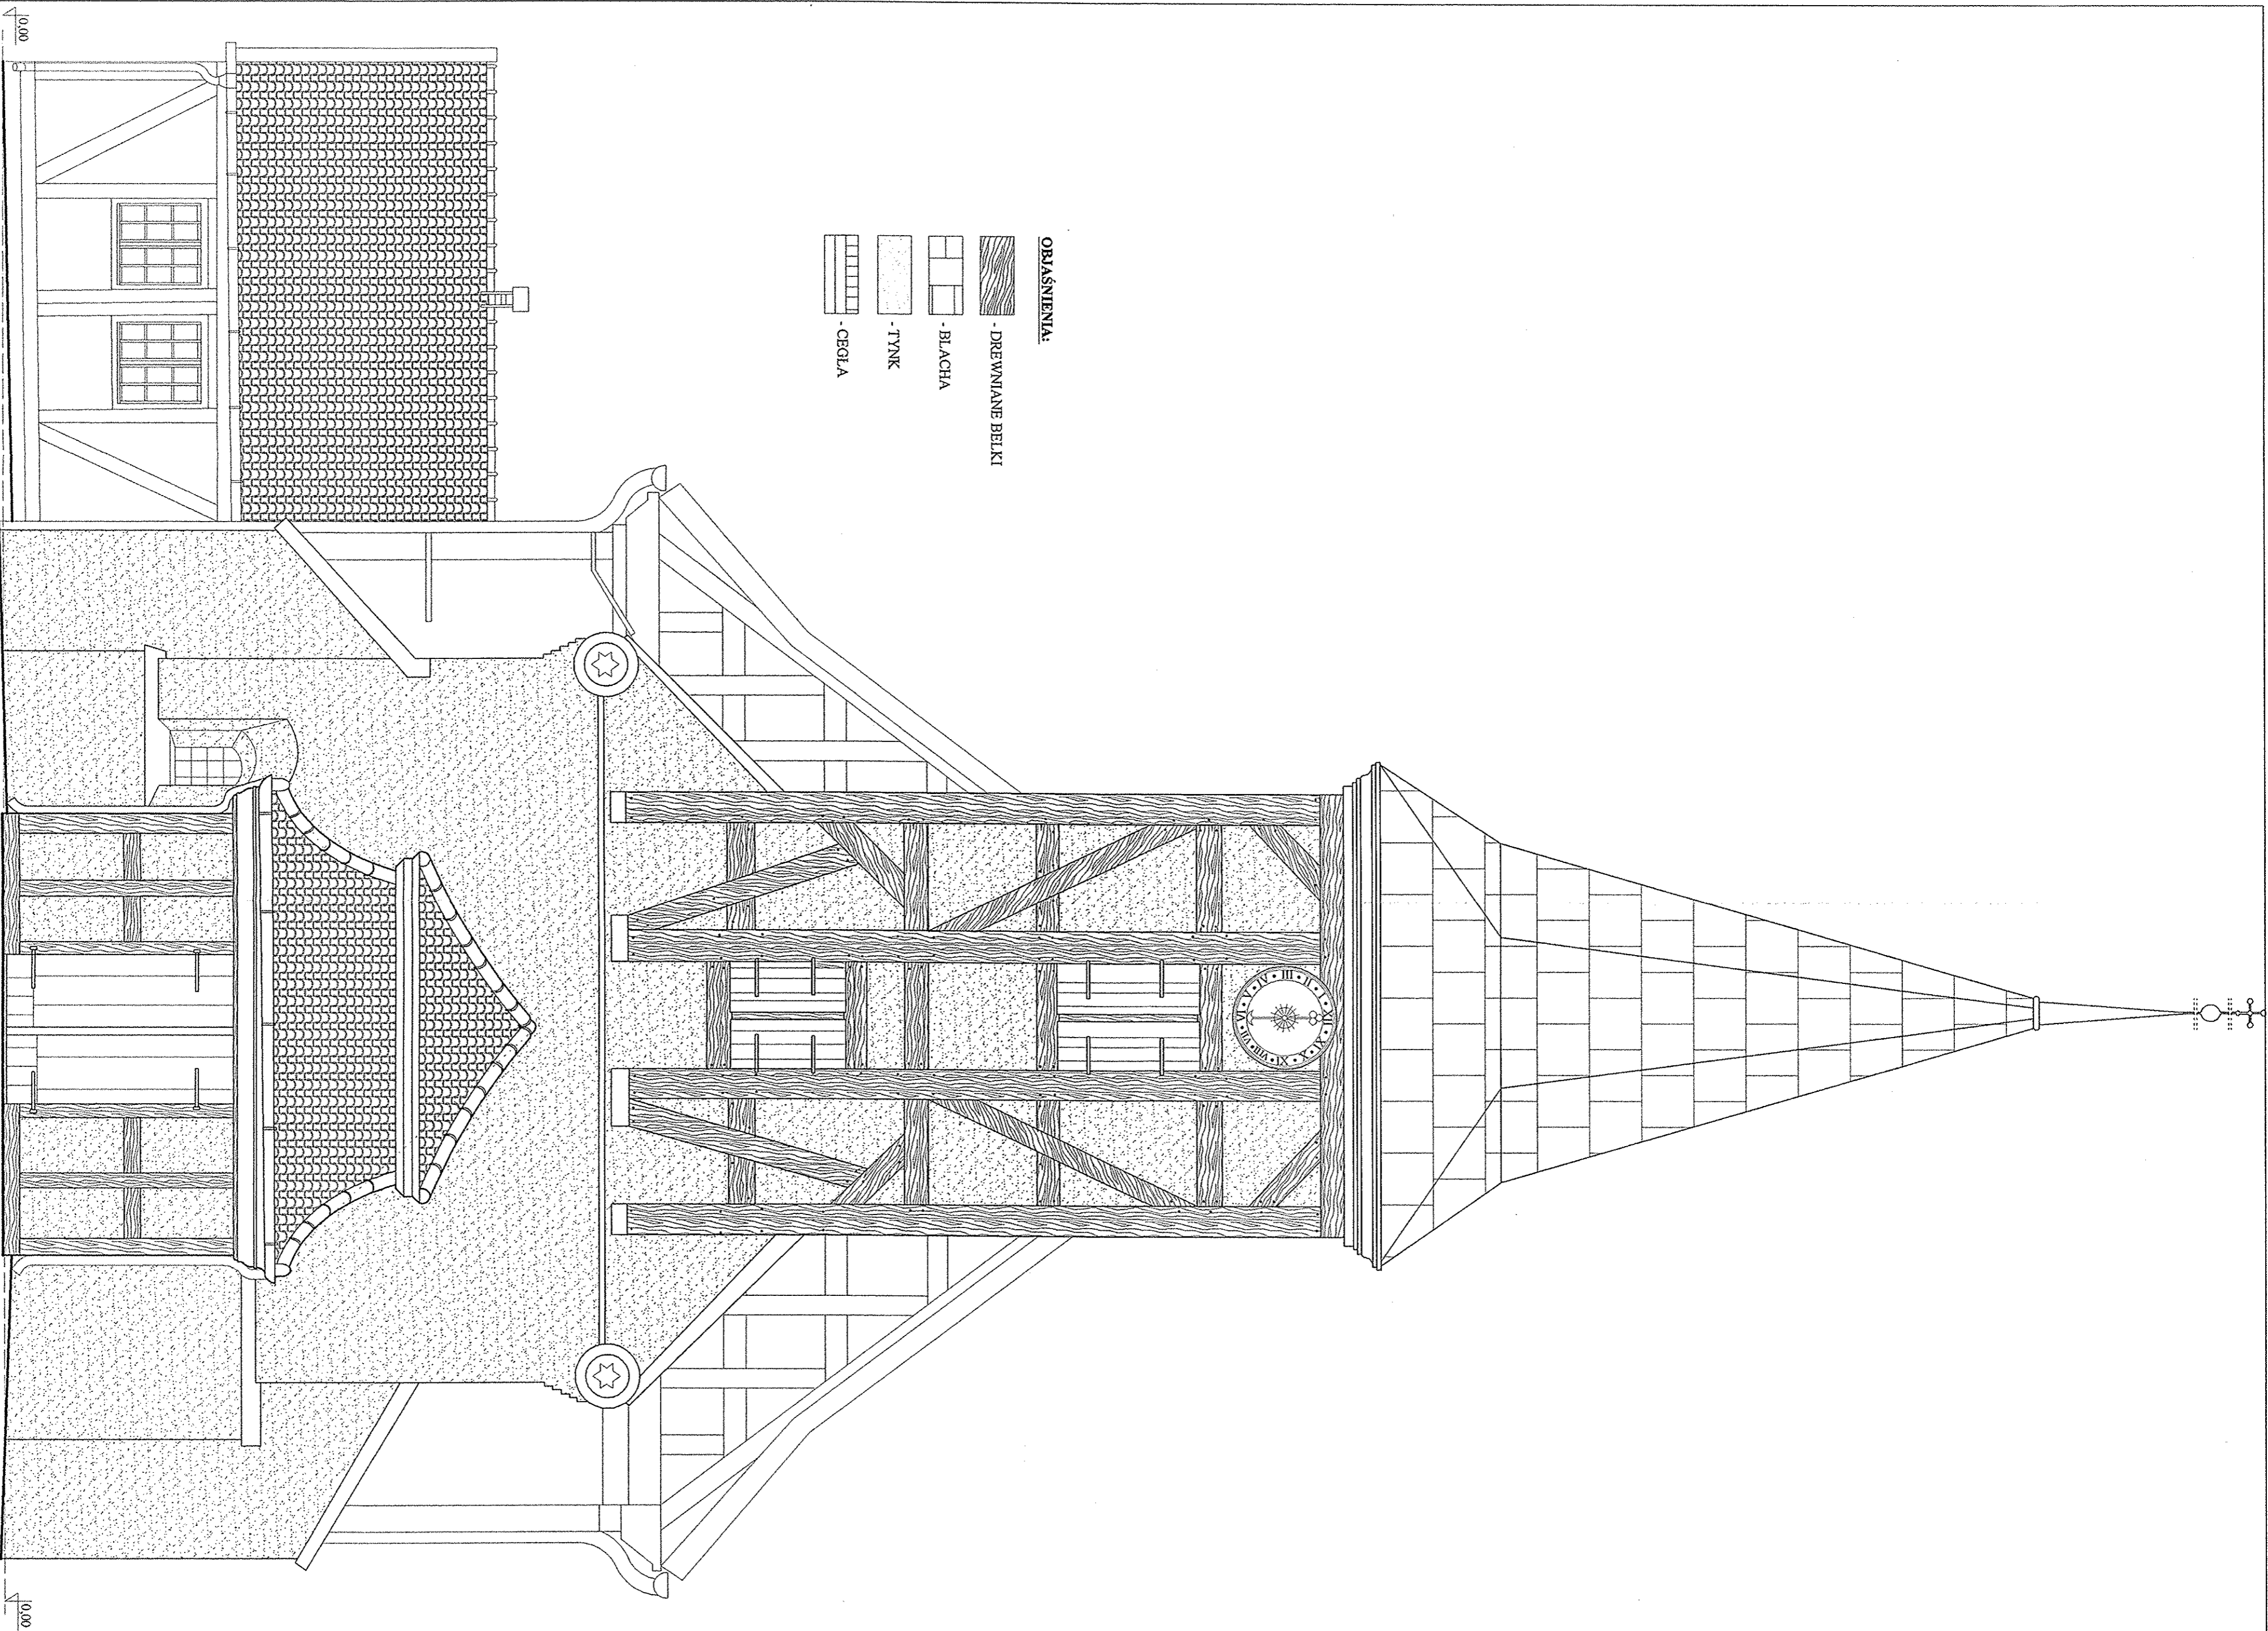 OBJAŚNIENIA:
- DREWNIANE BELKI
- BLACHA
- TYNK
- CEGŁA
0,00
0,00